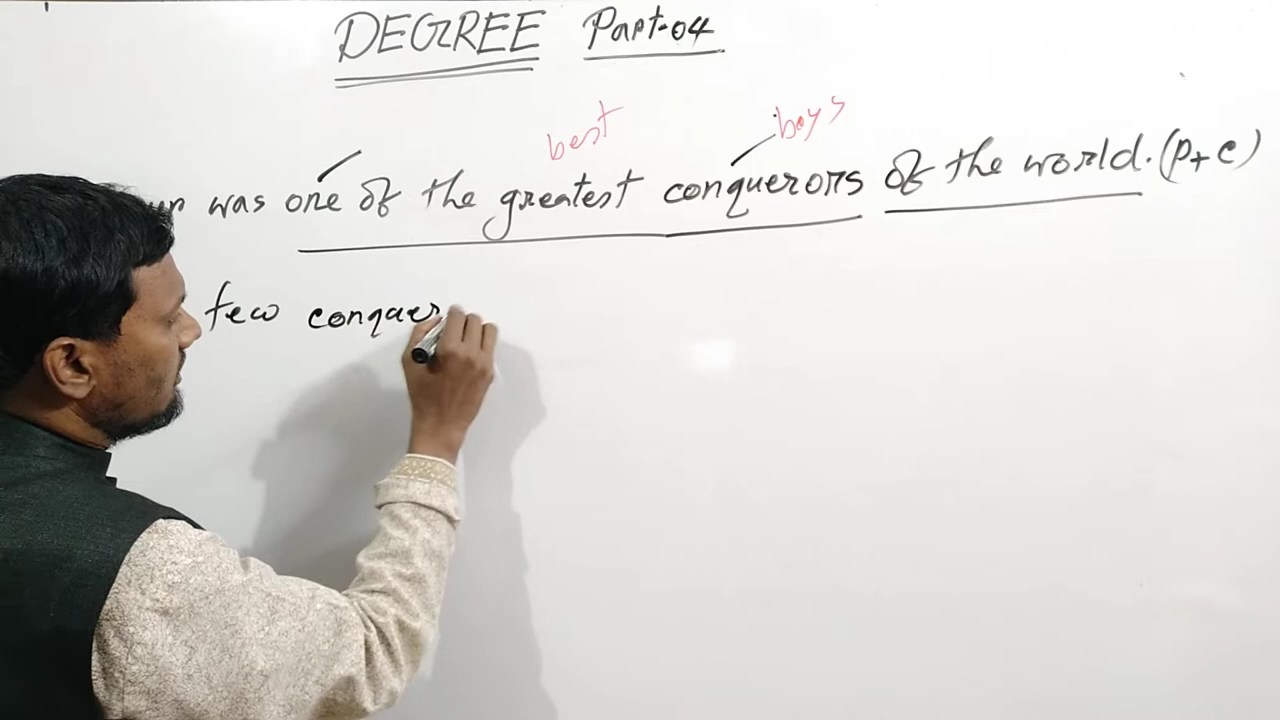 DEGREE Part-04
best boys
was one of the greatest conquerors of the world. (P+C)
few conquer